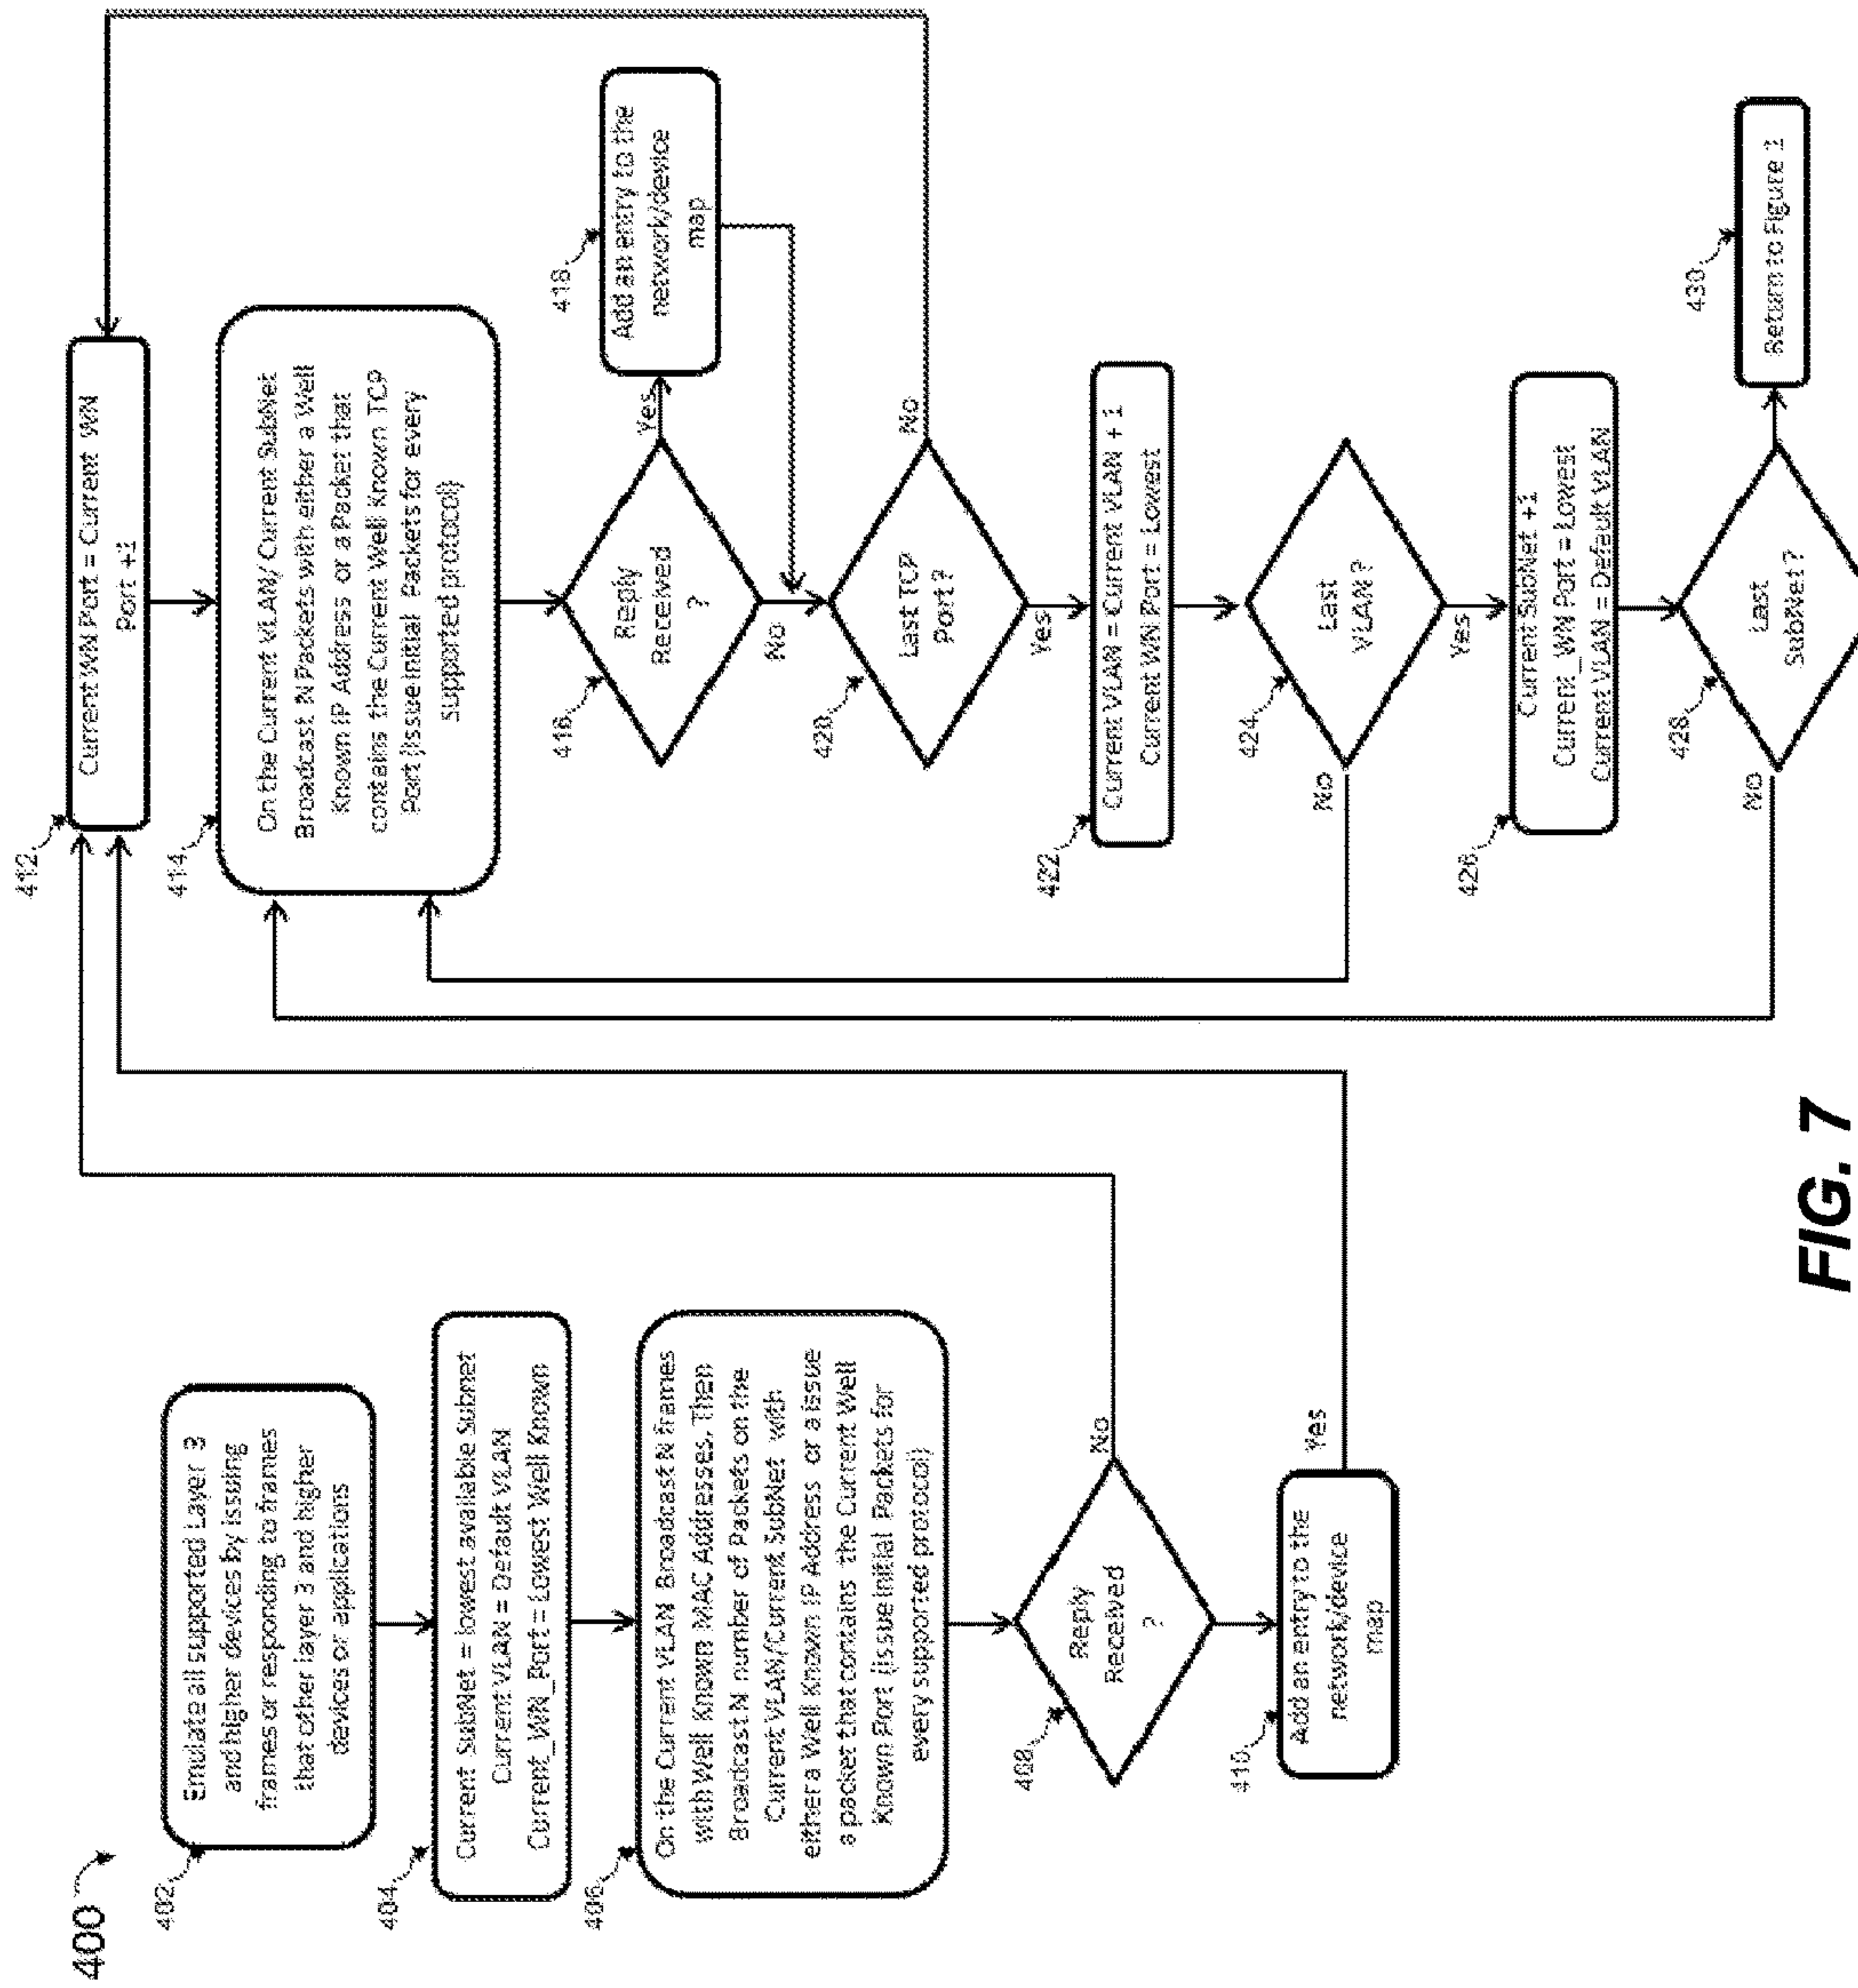 400
402
Emulate all supported Layer 3
and higher devices by issuing
frames or responding to frames
that other layer 3 and higher
devices or applications
404
Current SubNet = lowest available Subnet
Current VLAN = Default VLAN
Current_WN_Port = Lowest Well Known
406
On the Current VLAN Broadcast N frames
with Well Known MAC Addresses. Then
Broadcast N number of Packets on the
Current VLAN/Current SubNet with
either a Well Known IP Address or a issue
a packet that contains the Current Well
Known Port (Issue Initial Packets for
every supported protocol)
408
Reply
Received
?
No
410
Add an entry to the
network/device
map
Yes
412
Current WN Port = Current WN
Port +1
414
On the Current VLAN/ Current SubNet
Broadcast N Packets with either a Well
Known IP Address or a Packet that
contains the Current Well Known TCP
Port (Issue Initial Packets for every
supported protocol)
416
Reply
Received
?
Yes
No
418
Add an entry to the
network/device
map
420
Last TCP
Port?
No
Yes
422
Current VLAN = Current VLAN + 1
Current WN Port = Lowest
424
Last
VLAN?
No
Yes
426
Current SubNet +1
Current_WN Port = Lowest
Current VLAN = Default VLAN
428
Last
SubNet?
No
430
Return to Figure
FIG. 7